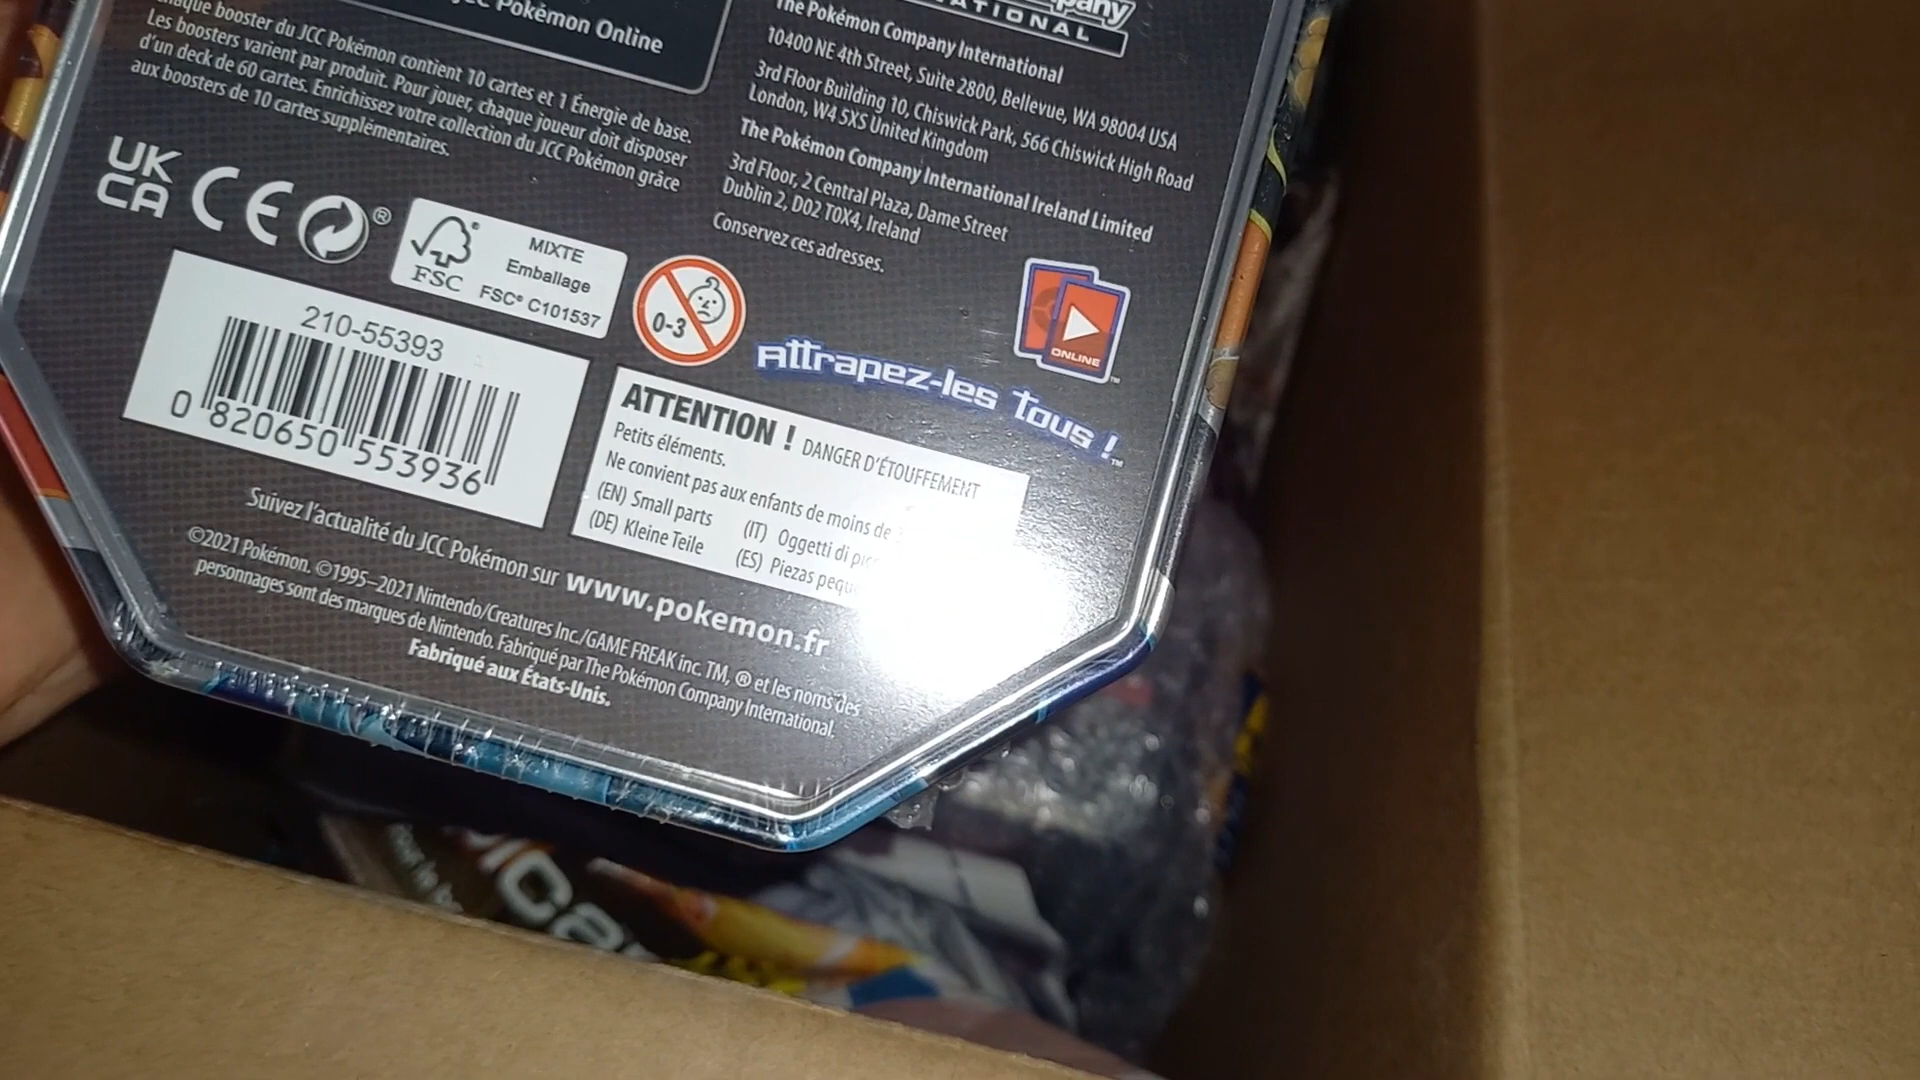 JCC Pokémon Online
chaque booster du JCC Pokémon contient 10 cartes et 1 Énergie de base.
Les boosters varient par produit. Pour jouer, chaque joueur doit disposer
d'un deck de 60 cartes. Enrichissez votre collection du JCC Pokémon grâce
aux boosters de 10 cartes supplémentaires.
UK
CA
CE
®
FSC
MIXTE
Emballage
FSC® C101537
0-3
210-55393
0 820650 553936
Company
INTERNATIONAL
The Pokémon Company International
10400 NE 4th Street, Suite 2800, Bellevue, WA 98004 USA
3rd Floor Building 10, Chiswick Park, 566 Chiswick High Road
London, W4 5XS United Kingdom
The Pokémon Company International Ireland Limited
3rd Floor, 2 Central Plaza, Dame Street
Dublin 2, D02 T0X4, Ireland
Conservez ces adresses.
ONLINE
Attrapez-les tous !™
ATTENTION ! DANGER D'ÉTOUFFEMENT
Petits éléments.
Ne convient pas aux enfants de moins de
(EN) Small parts (IT) Oggetti di
(DE) Kleine Teile (ES) Piezas
Suivez l'actualité du JCC Pokémon sur www.pokemon.fr
©2021 Pokémon. ©1995–2021 Nintendo/Creatures Inc./GAME FREAK inc. TM, ® et les noms des
personnages sont des marques de Nintendo. Fabriqué par The Pokémon Company International.
Fabriqué aux États-Unis.